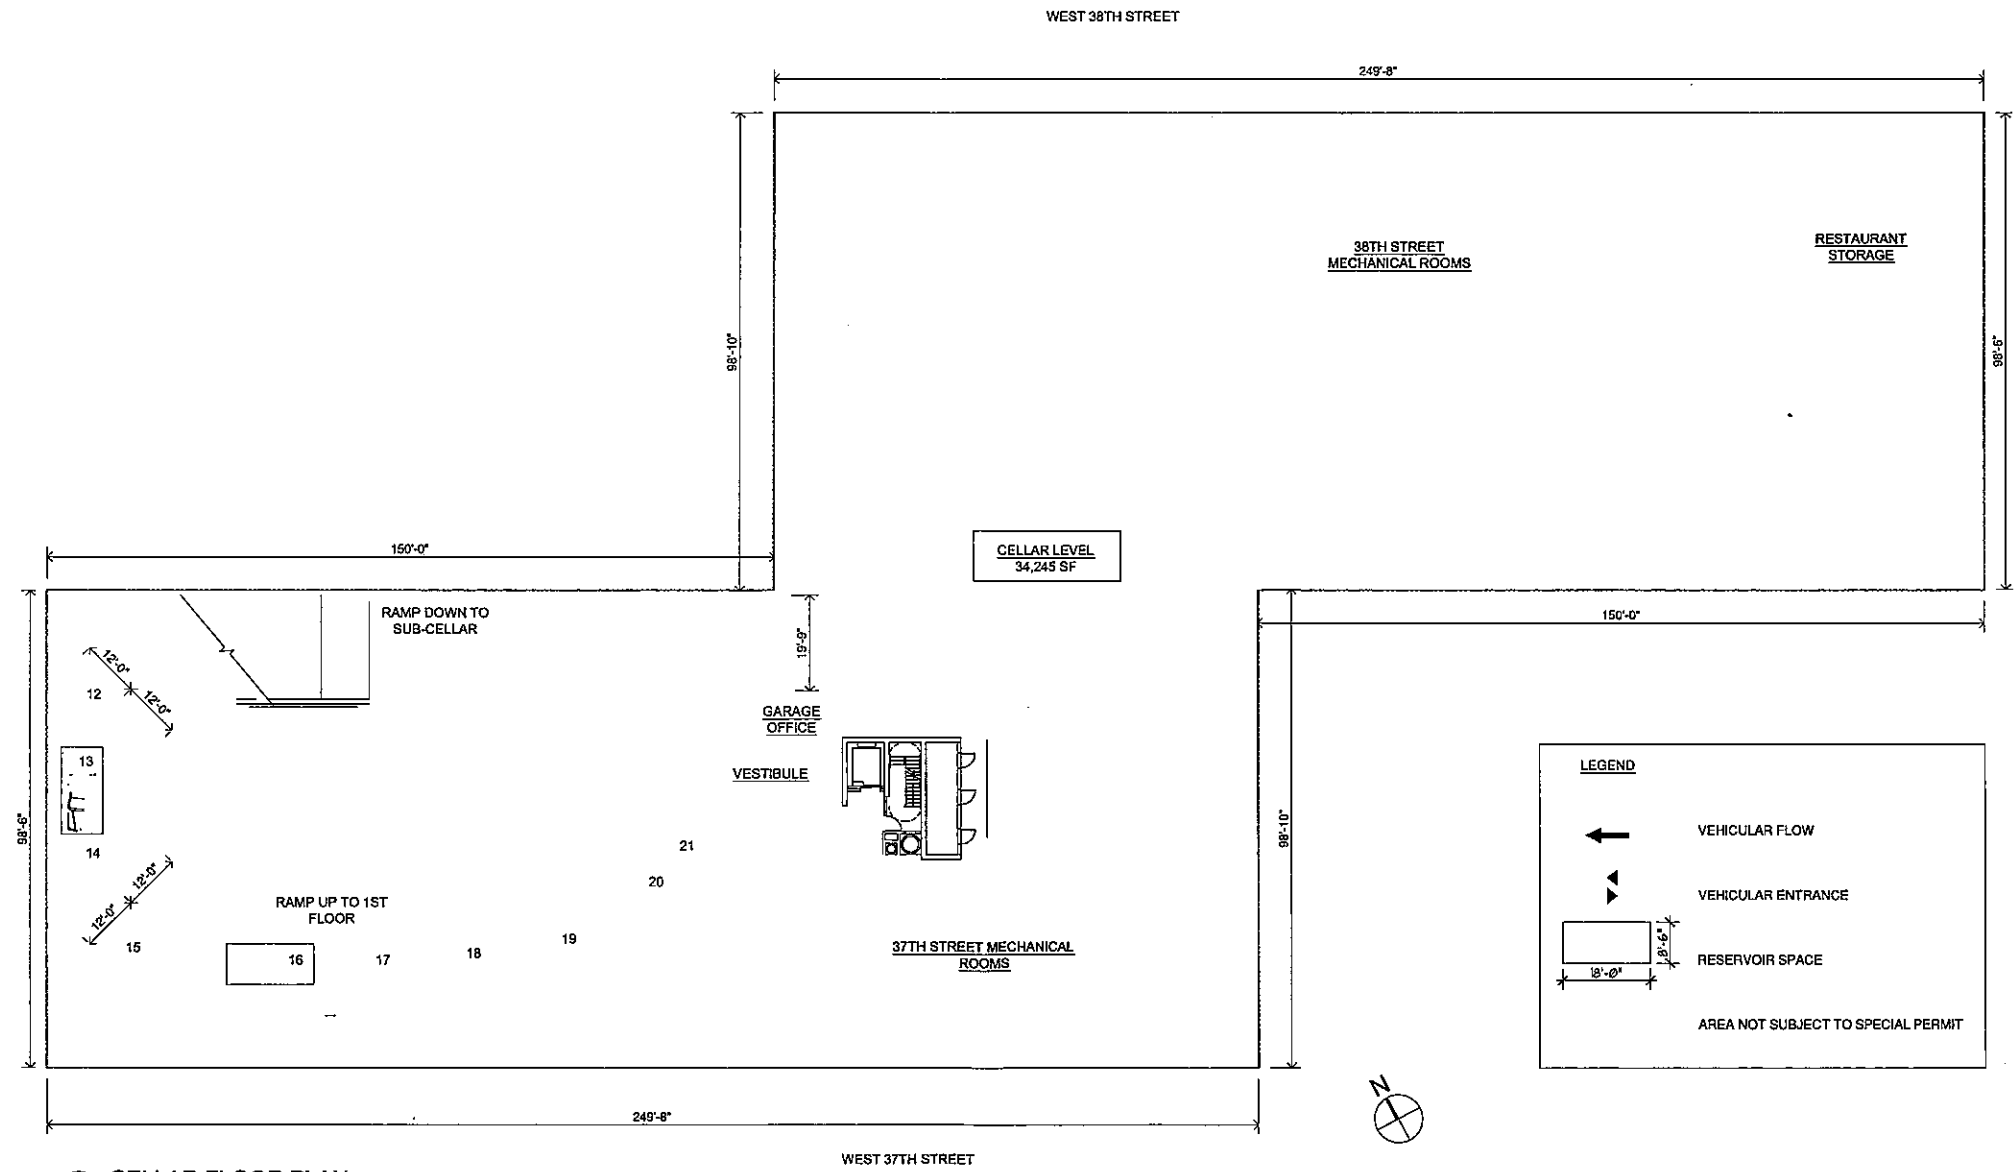 WEST 38TH STREET
249'-8"
98'-10"
38TH STREET
MECHANICAL ROOMS
RESTAURANT
STORAGE
98'-6"
150'-0"
CELLAR LEVEL
34,245 SF
150'-0"
RAMP DOWN TO
SUB-CELLAR
19'-9"
12'-0"
12
12'-0"
GARAGE
OFFICE
13
VESTIBULE
LEGEND
98'-6"
98'-10"
VEHICULAR FLOW
14
21
12'-0"
20
VEHICULAR ENTRANCE
RAMP UP TO 1ST
FLOOR
12'-0"
15
16
17
18
19
37TH STREET MECHANICAL
ROOMS
8'-6"
RESERVOIR SPACE
18'-0"
AREA NOT SUBJECT TO SPECIAL PERMIT
N
249'-8"
WEST 37TH STREET